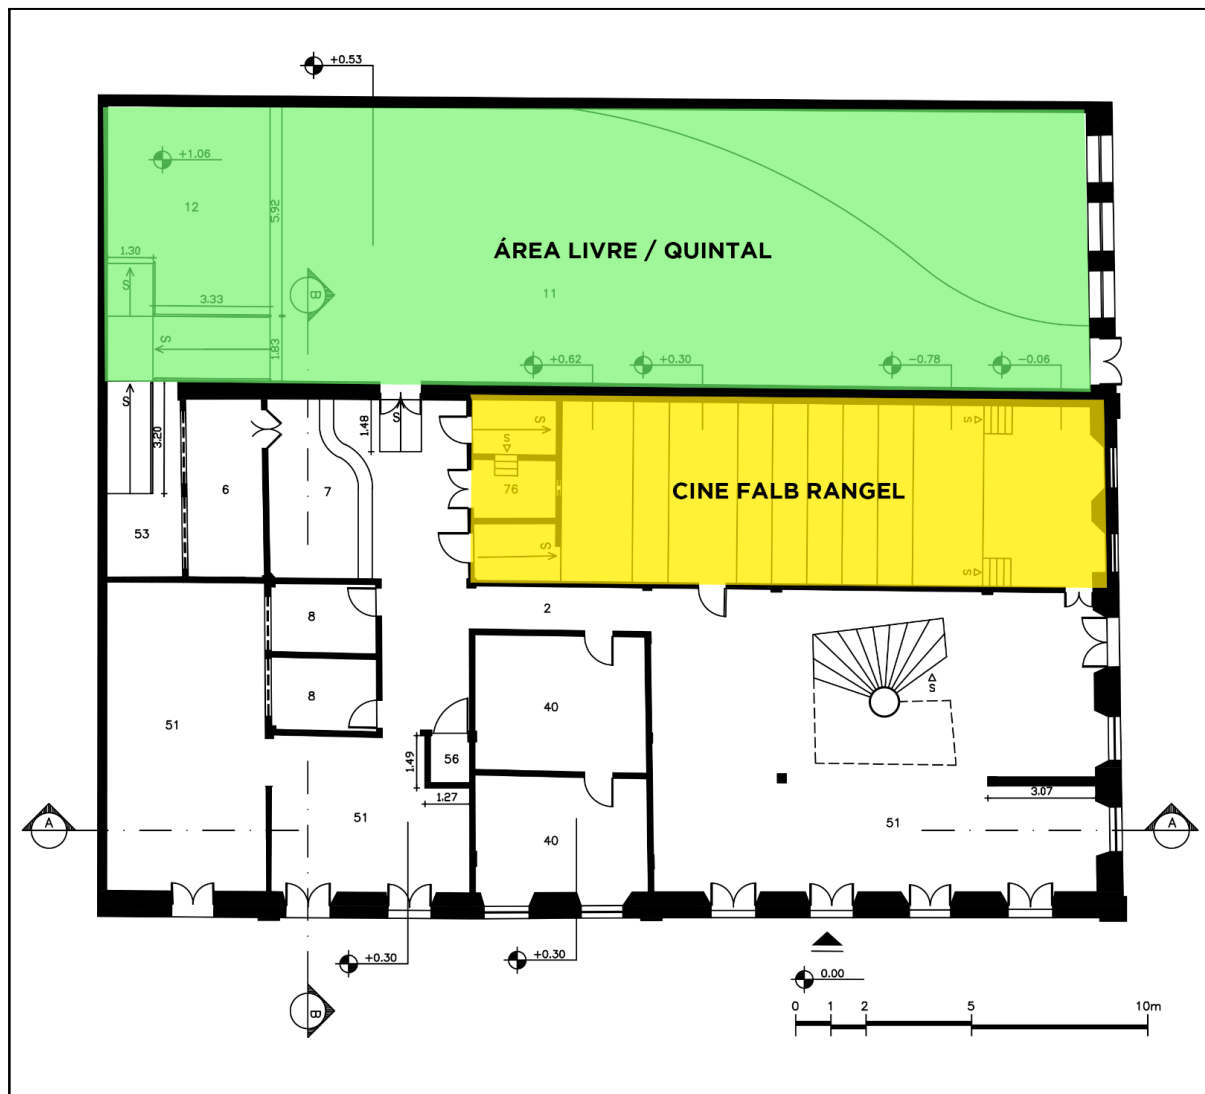 +0.53
+1.06
12
5.92
ÁREA LIVRE / QUINTAL
1.30
S
B
11
3.33
S
1.83
+0.62
+0.30
-0.78
-0.06
S
3.20
1.48
S
S
S
S
6
7
76
CINE FALB RANGEL
53
S
S
8
2
8
S
51
40
56
1.49
1.27
3.07
A
51
40
51
A
+0.30
+0.30
0.00
B
0 1 2 5 10m